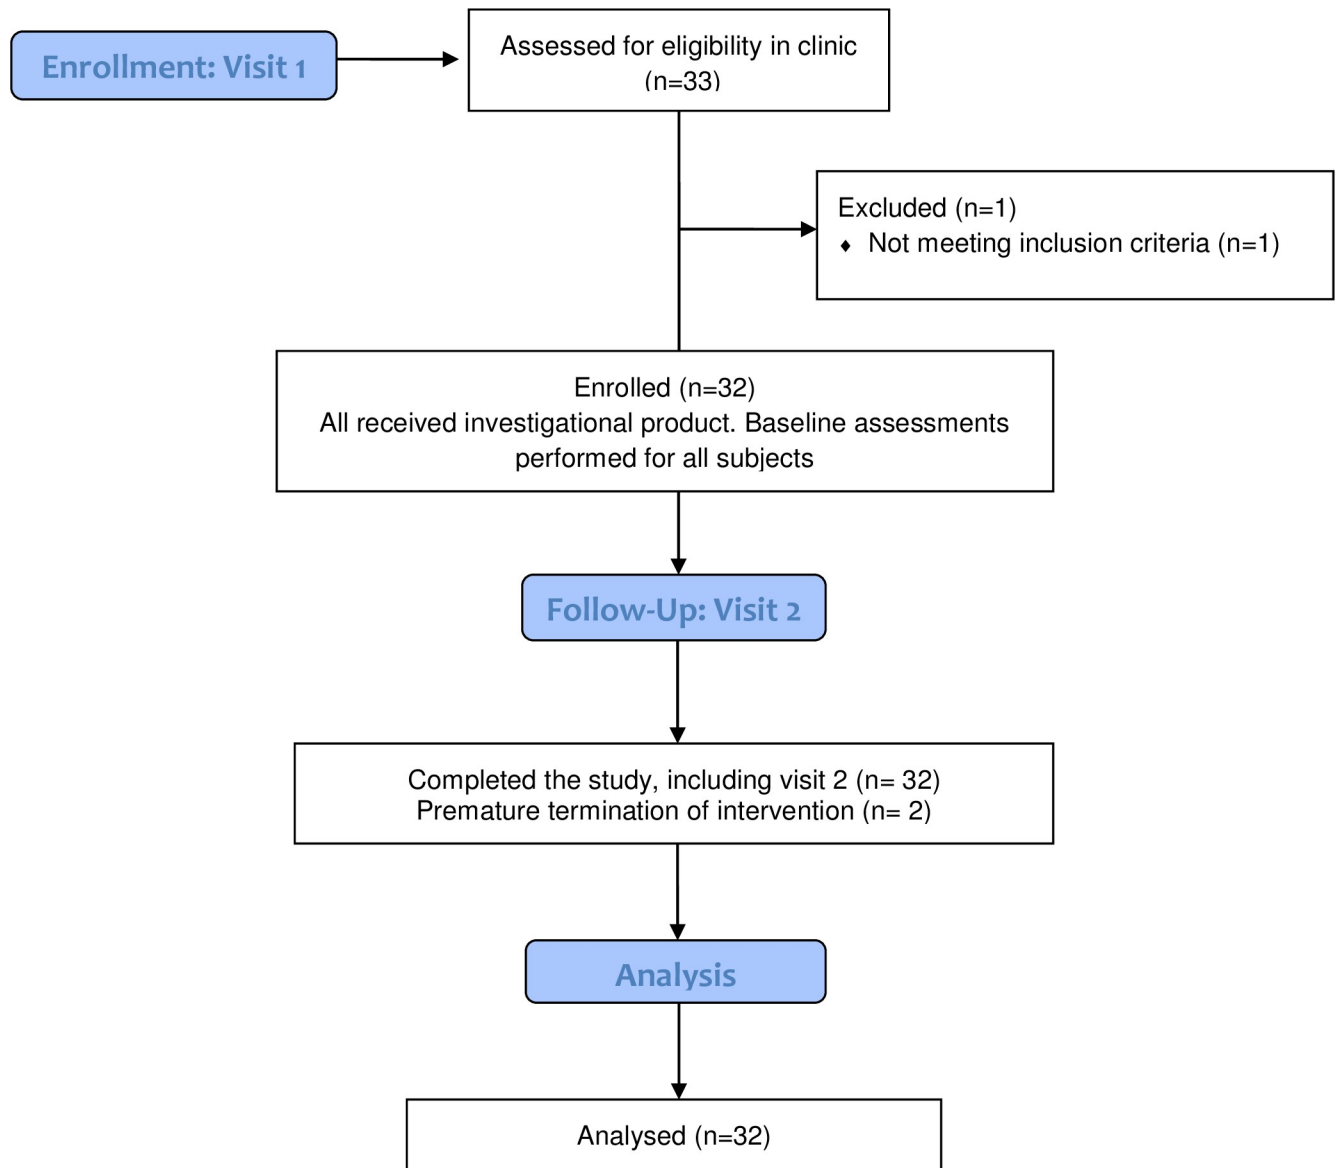 Enrollment: Visit 1
Assessed for eligibility in clinic
(n=33)
Excluded (n=1)
♦ Not meeting inclusion criteria (n=1)
Enrolled (n=32)
All received investigational product. Baseline assessments
performed for all subjects
Follow-Up: Visit 2
Completed the study, including visit 2 (n= 32)
Premature termination of intervention (n= 2)
Analysis
Analysed (n=32)